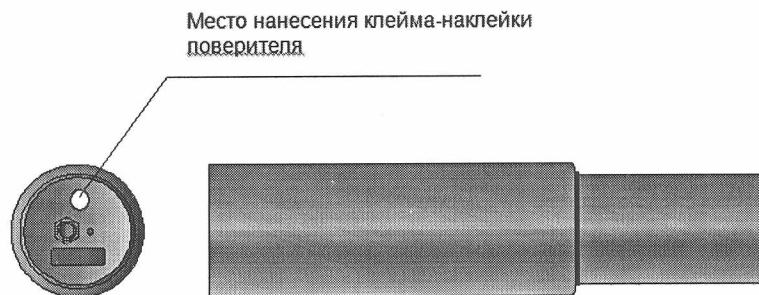 Место нанесения клейма-наклейки
поверителя